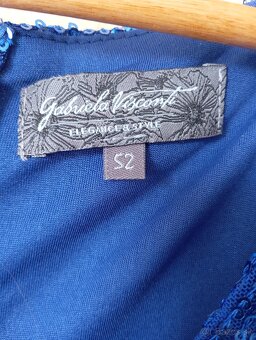 Gabriela Visconti
ELEGANCE & STYLE
52